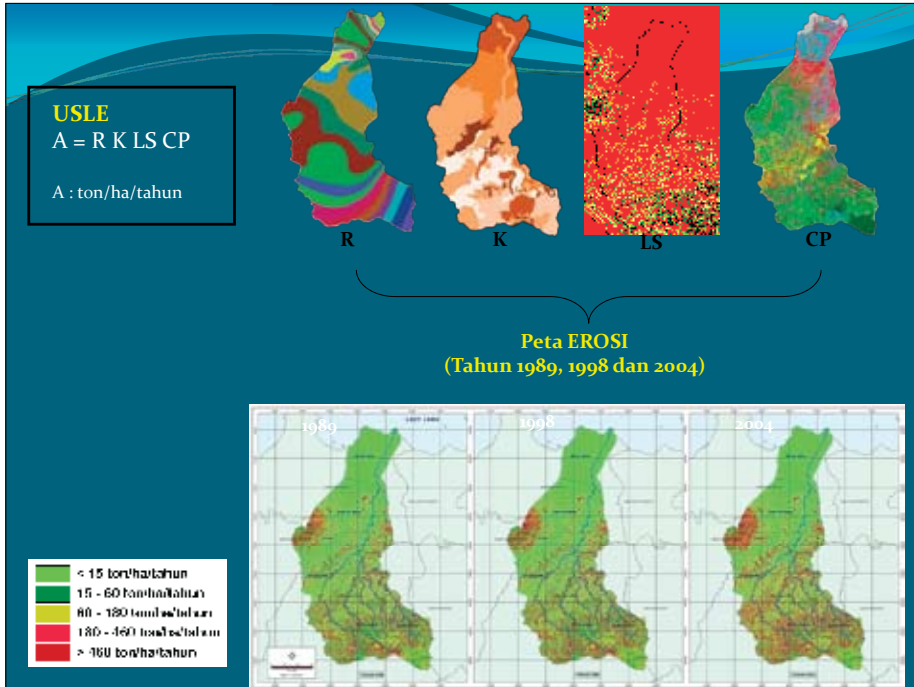 USLE
A = R K LS CP
A : ton/ha/tahun
R
K
LS
CP
Peta EROSI
(Tahun 1989, 1998 dan 2004)
1989
1998
2004
< 15 ton/ha/tahun
15 - 60 ton/ha/tahun
60 - 180 ton/ha/tahun
180 - 460 ton/ha/tahun
> 460 ton/ha/tahun